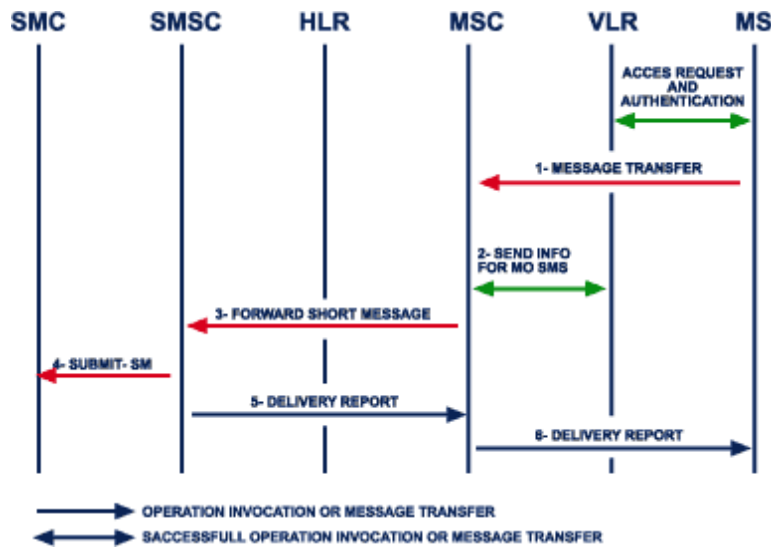 SMC SMSC HLR MSC VLR MS
ACCES REQUEST
AND
AUTHENTICATION
1- MESSAGE TRANSFER
2- SEND INFO
FOR MO SMS
3- FORWARD SHORT MESSAGE
4- SUBMIT- SM
5- DELIVERY REPORT
6- DELIVERY REPORT
OPERATION INVOCATION OR MESSAGE TRANSFER
SACCESSFULL OPERATION INVOCATION OR MESSAGE TRANSFER